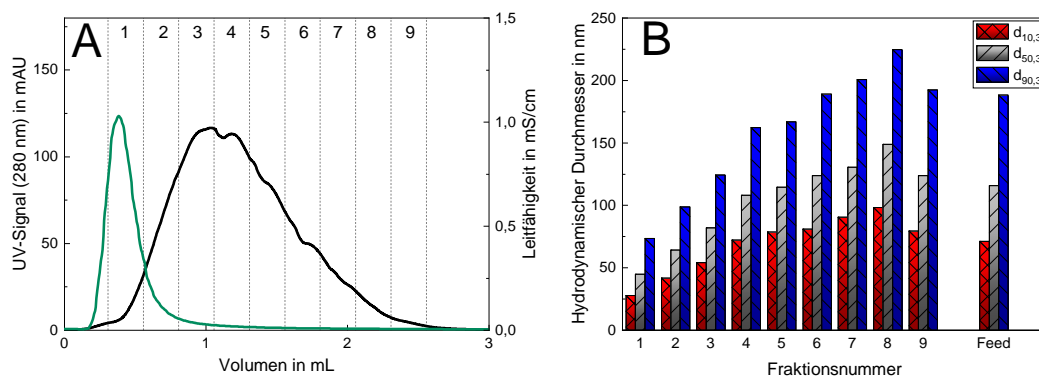 A
1 2 3 4 5 6 7 8 9
UV-Signal (280 nm) in mAU
150
100
50
0
1,5
1,0
0,5
0,0
Leitfähigkeit in mS/cm
0 1 2 3
Volumen in mL
B
d10,3
d50,3
d90,3
Hydrodynamischer Durchmesser in nm
250
200
150
100
50
0
1 2 3 4 5 6 7 8 9 Feed
Fraktionsnummer